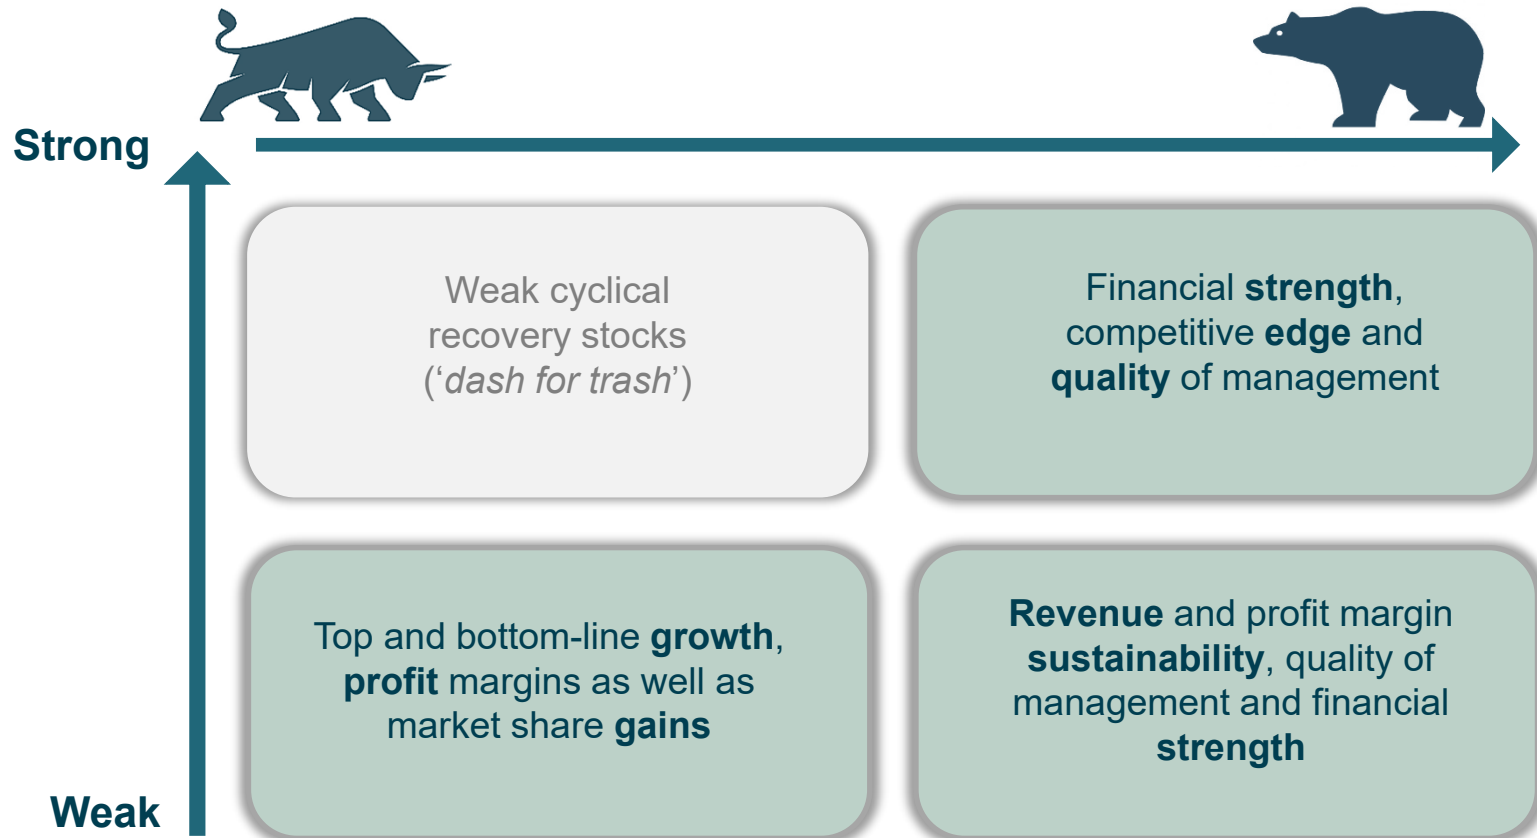 Strong
Weak cyclical
recovery stocks
(‘dash for trash’)
Financial strength,
competitive edge and
quality of management
Top and bottom-line growth,
profit margins as well as
market share gains
Revenue and profit margin
sustainability, quality of
management and financial
strength
Weak